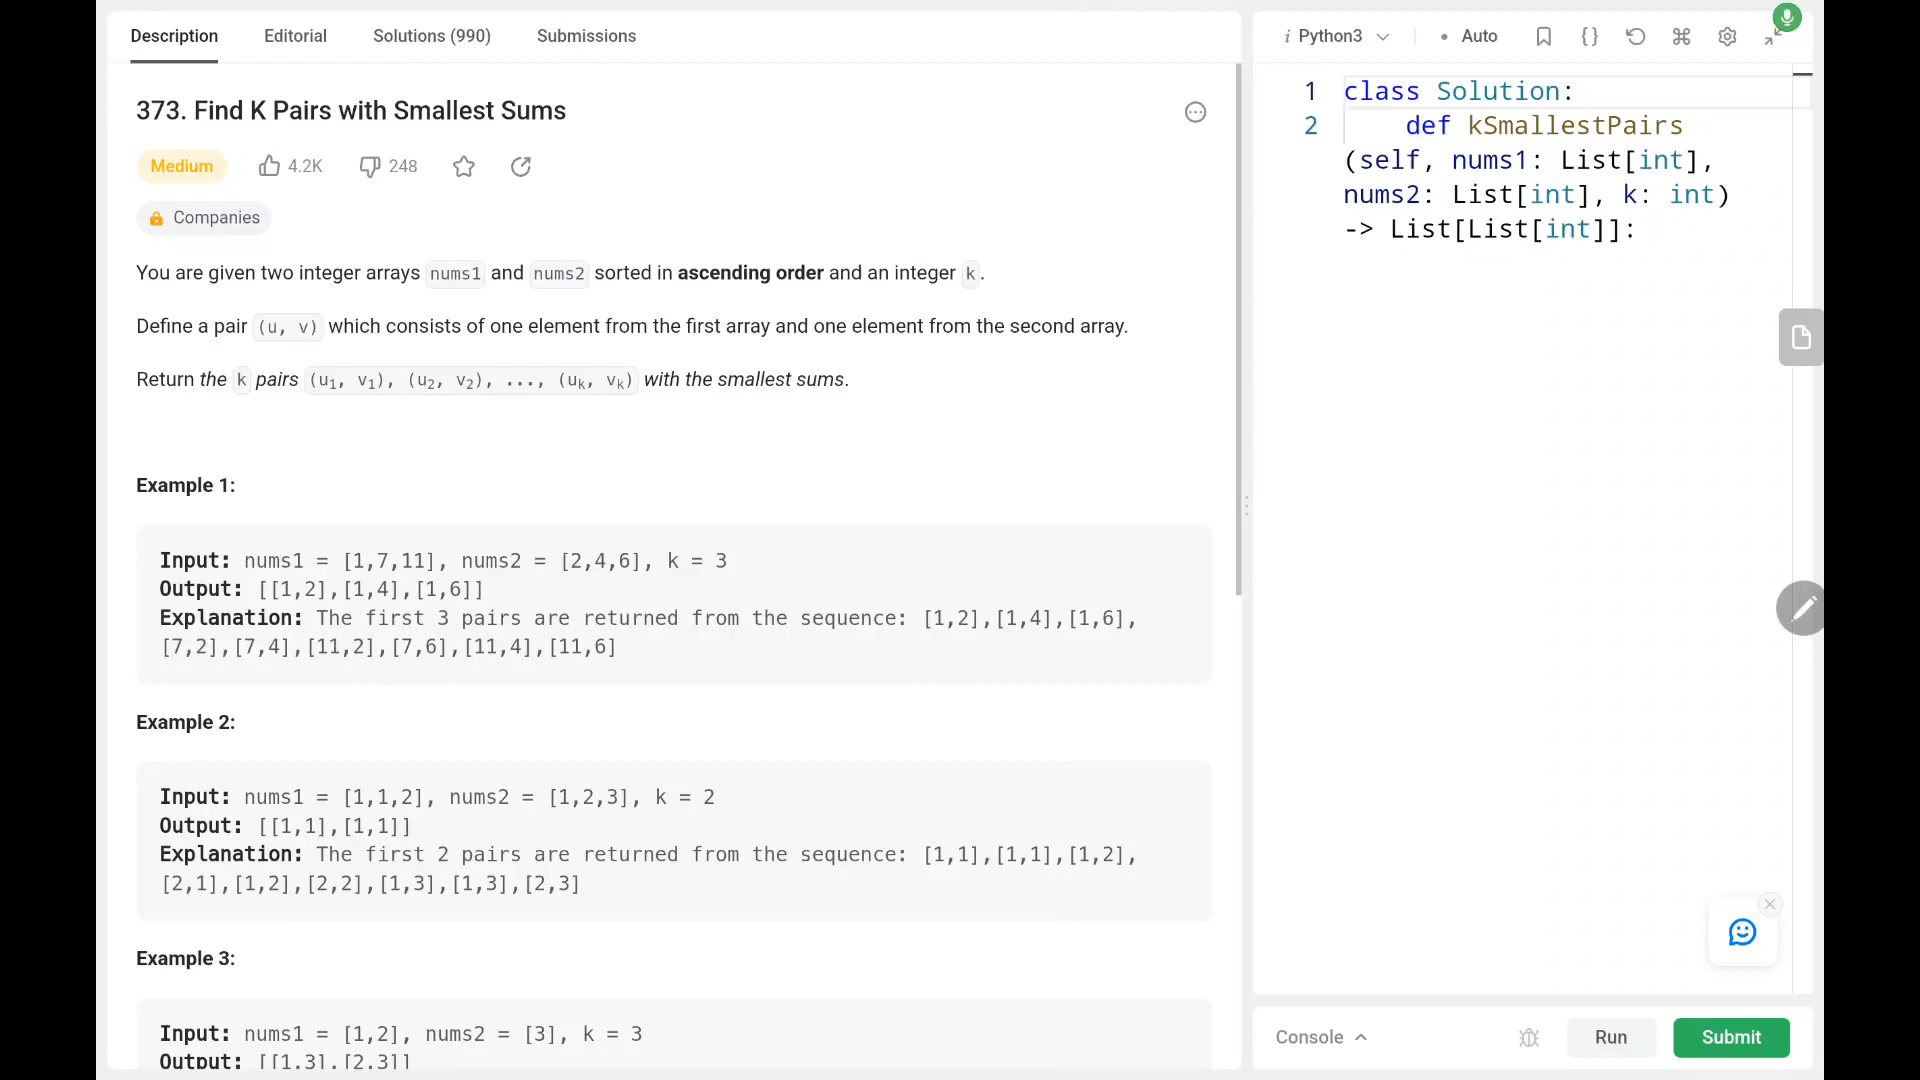 Description Editorial Solutions (990) Submissions
373. Find K Pairs with Smallest Sums
Medium 4.2K 248
Companies
You are given two integer arrays nums1 and nums2 sorted in ascending order and an integer k.
Define a pair (u, v) which consists of one element from the first array and one element from the second array.
Return the k pairs (u1, v1), (u2, v2), ..., (uk, vk) with the smallest sums.
Example 1:
Input: nums1 = [1,7,11], nums2 = [2,4,6], k = 3
Output: [[1,2],[1,4],[1,6]]
Explanation: The first 3 pairs are returned from the sequence: [1,2],[1,4],[1,6],
[7,2],[7,4],[11,2],[7,6],[11,4],[11,6]
Example 2:
Input: nums1 = [1,1,2], nums2 = [1,2,3], k = 2
Output: [[1,1],[1,1]]
Explanation: The first 2 pairs are returned from the sequence: [1,1],[1,1],[1,2],
[2,1],[1,2],[2,2],[1,3],[1,3],[2,3]
Example 3:
Input: nums1 = [1,2], nums2 = [3], k = 3
Output: [[1,3],[2,3]]
i Python3 • Auto {}
1 class Solution:
2 def kSmallestPairs
(self, nums1: List[int],
nums2: List[int], k: int)
-> List[List[int]]:
Console Run Submit